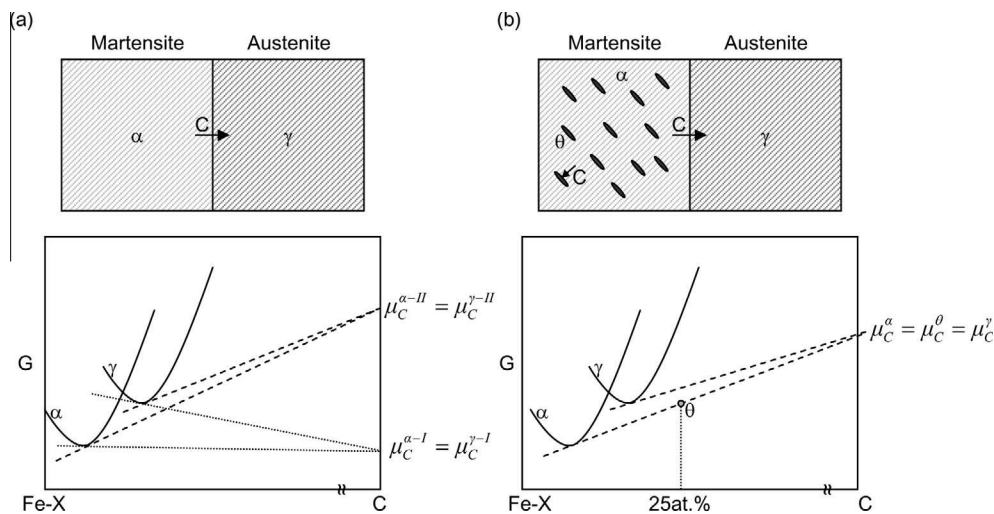 (a)
Martensite Austenite
α C γ
G
γ
α
μ_C^{α-II} = μ_C^{γ-II}
μ_C^{α-I} = μ_C^{γ-I}
Fe-X C
(b)
Martensite Austenite
α
C
θ γ
C
G
γ
α
θ
μ_C^α = μ_C^θ = μ_C^γ
Fe-X 25at.% C